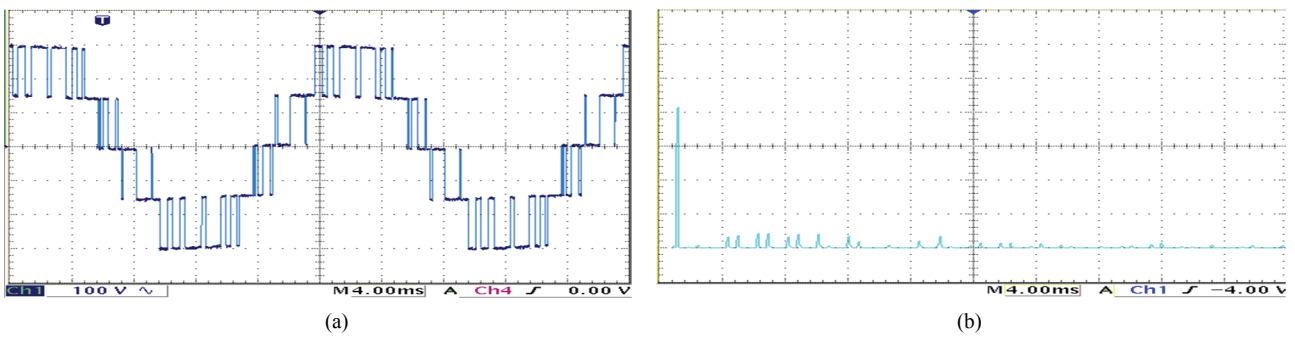 T
Ch1 100 V ∿ M 4.00ms A Ch4 ƒ 0.00 V
M 4.00ms A Ch1 ƒ −4.00 V
(a)
(b)